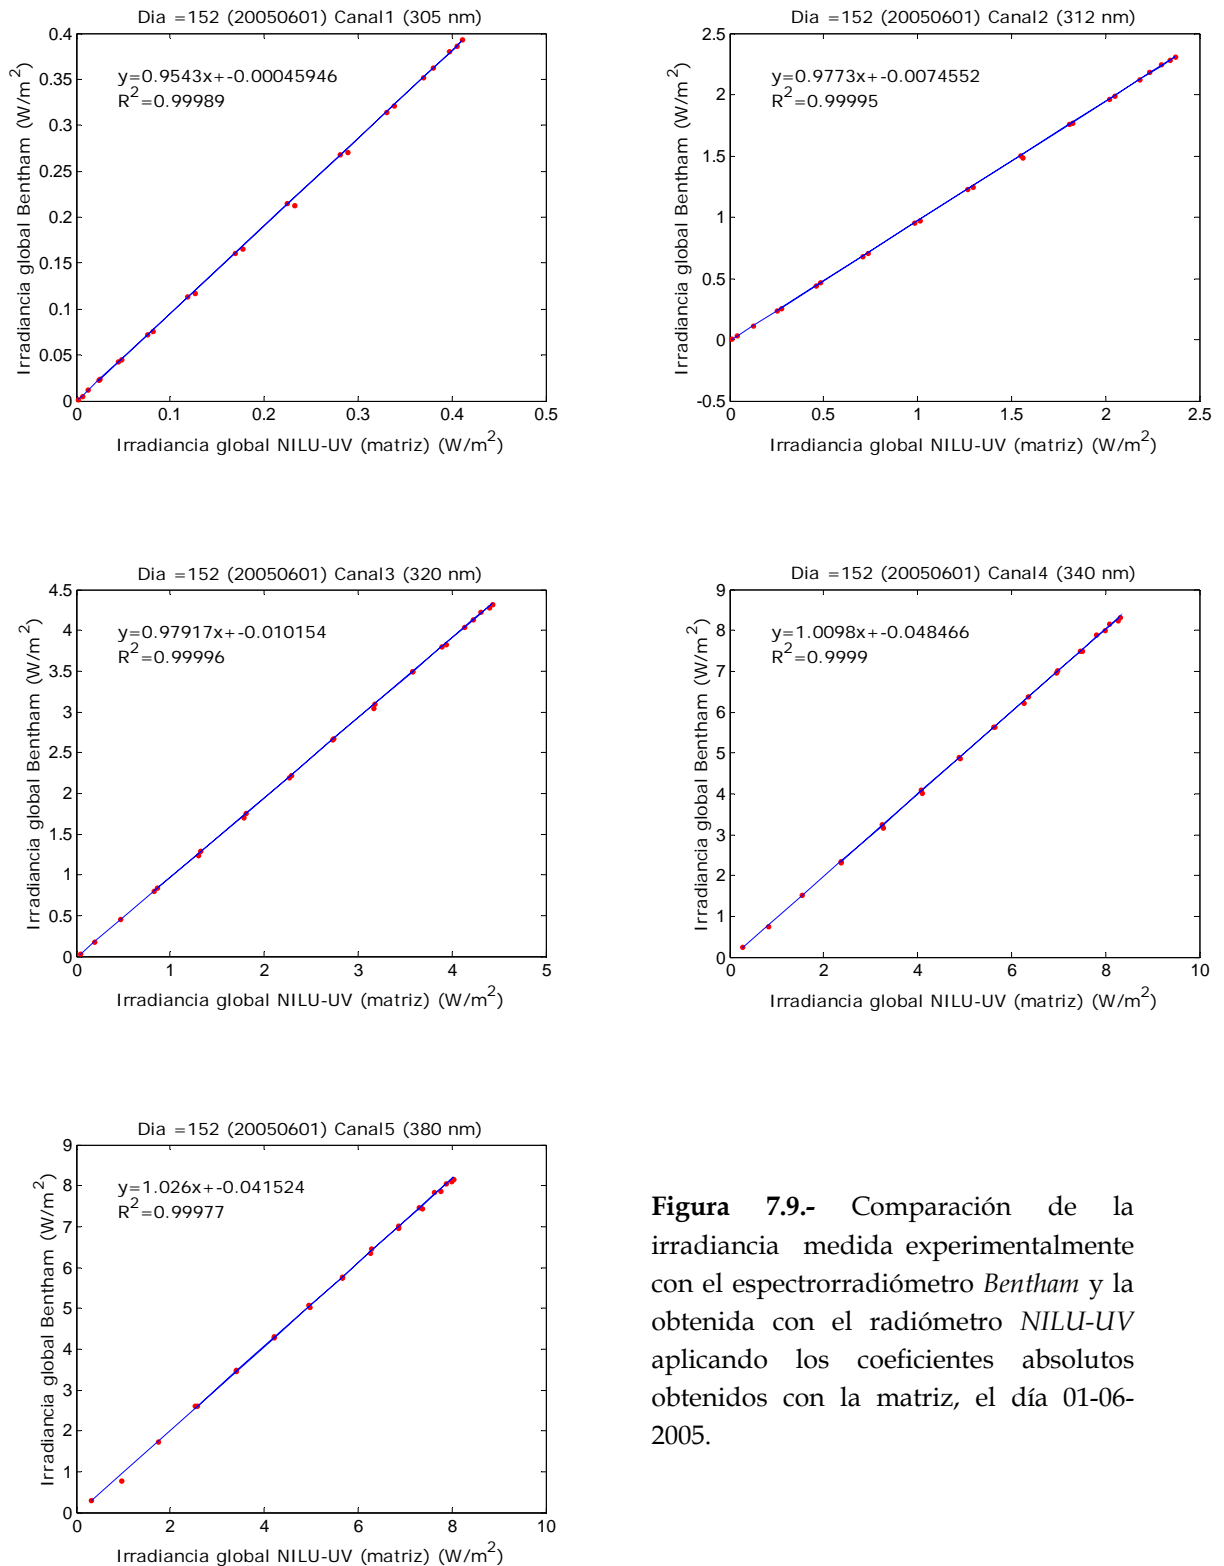 Dia =152 (20050601) Canal1 (305 nm)
y=0.9543x+-0.00045946
R²=0.99989
0.4
0.35
0.3
0.25
0.2
0.15
0.1
0.05
0
0 0.1 0.2 0.3 0.4 0.5
Irradiancia global Bentham (W/m²)
Irradiancia global NILU-UV (matriz) (W/m²)
Dia =152 (20050601) Canal2 (312 nm)
y=0.9773x+-0.0074552
R²=0.99995
2.5
2
1.5
1
0.5
0
-0.5
0 0.5 1 1.5 2 2.5
Irradiancia global Bentham (W/m²)
Irradiancia global NILU-UV (matriz) (W/m²)
Dia =152 (20050601) Canal3 (320 nm)
y=0.97917x+-0.010154
R²=0.99996
4.5
4
3.5
3
2.5
2
1.5
1
0.5
0
0 1 2 3 4 5
Irradiancia global Bentham (W/m²)
Irradiancia global NILU-UV (matriz) (W/m²)
Dia =152 (20050601) Canal4 (340 nm)
y=1.0098x+-0.048466
R²=0.9999
9
8
7
6
5
4
3
2
1
0
0 2 4 6 8 10
Irradiancia global Bentham (W/m²)
Irradiancia global NILU-UV (matriz) (W/m²)
Dia =152 (20050601) Canal5 (380 nm)
y=1.026x+-0.041524
R²=0.99977
9
8
7
6
5
4
3
2
1
0
0 2 4 6 8 10
Irradiancia global Bentham (W/m²)
Irradiancia global NILU-UV (matriz) (W/m²)
Figura 7.9.- Comparación de la
irradiancia medida experimentalmente
con el espectrorradiómetro Bentham y la
obtenida con el radiómetro NILU-UV
aplicando los coeficientes absolutos
obtenidos con la matriz, el día 01-06-
2005.